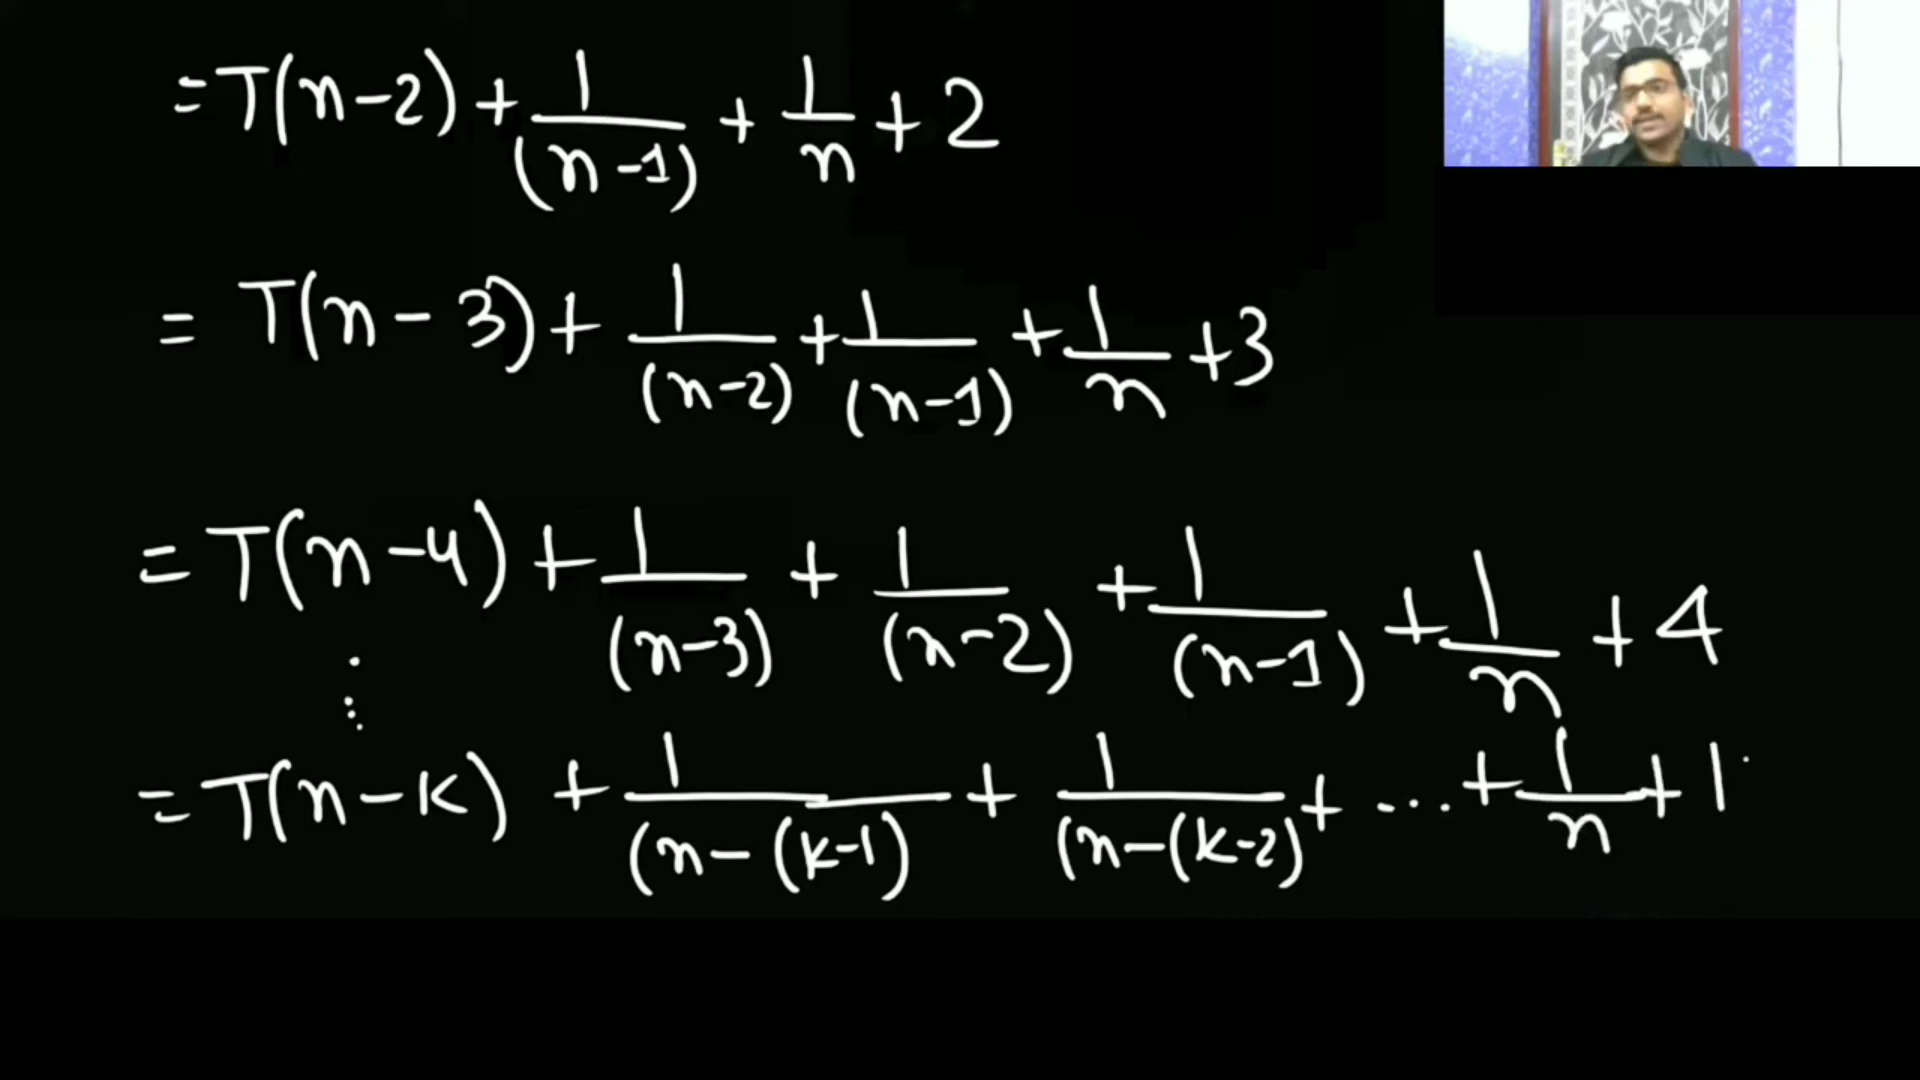 =T(n-2)+1/(n-1)+1/n+2
=T(n-3)+1/(n-2)+1/(n-1)+1/n+3
=T(n-4)+1/(n-3)+1/(n-2)+1/(n-1)+1/n+4
⋮
=T(n-k)+1/(n-(k-1)+1/(n-(k-2)+...+1/n+1